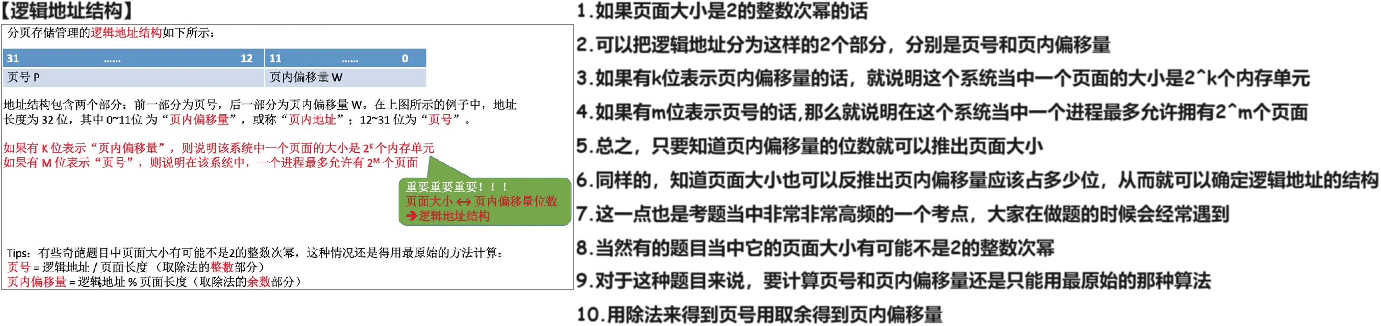 【逻辑地址结构】
分页存储管理的逻辑地址结构如下所示：
31 …… 12 11 …… 0
页号 P 页内偏移量 W
地址结构包含两个部分：前一部分为页号，后一部分为页内偏移量 W。在上图所示的例子中，地址
长度为 32 位，其中 0~11位 为“页内偏移量”，或称“页内地址”；12~31 位为“页号”。
如果有 K 位表示“页内偏移量”，则说明该系统中一个页面的大小是 2^K 个内存单元
如果有 M 位表示“页号”，则说明在该系统中，一个进程最多允许有 2^M 个页面
重要重要重要！！！
页面大小 ↔ 页内偏移量位数
→逻辑地址结构
Tips：有些奇葩题目中页面大小有可能不是2的整数次幂，这种情况还是得用最原始的方法计算：
页号 = 逻辑地址 / 页面长度 （取除法的整数部分）
页内偏移量 = 逻辑地址 % 页面长度（取除法的余数部分）
1.如果页面大小是2的整数次幂的话
2.可以把逻辑地址分为这样的2个部分，分别是页号和页内偏移量
3.如果有k位表示页内偏移量的话，就说明这个系统当中一个页面的大小是2^k个内存单元
4.如果有m位表示页号的话,那么就说明在这个系统当中一个进程最多允许拥有2^m个页面
5.总之，只要知道页内偏移量的位数就可以推出页面大小
6.同样的，知道页面大小也可以反推出页内偏移量应该占多少位，从而就可以确定逻辑地址的结构
7.这一点也是考题当中非常非常高频的一个考点，大家在做题的时候会经常遇到
8.当然有的题目当中它的页面大小有可能不是2的整数次幂
9.对于这种题目来说，要计算页号和页内偏移量还是只能用最原始的那种算法
10.用除法来得到页号用取余得到页内偏移量